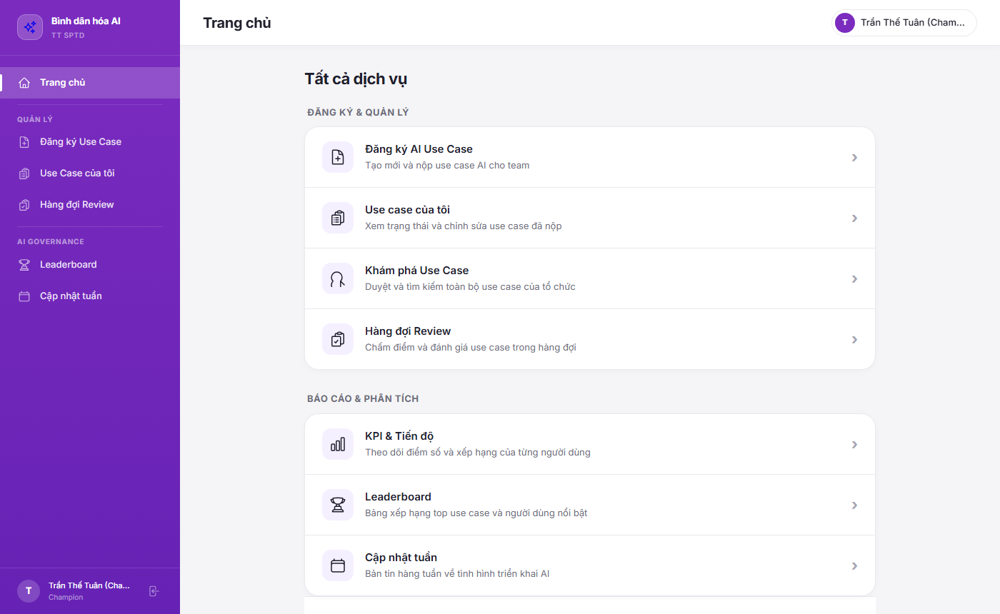 Bình dân hóa AI
TT SPTD
Trang chủ
QUẢN LÝ
Đăng ký Use Case
Use Case của tôi
Hàng đợi Review
AI GOVERNANCE
Leaderboard
Cập nhật tuần
T
Trần Thế Tuân (Cha...
Champion
Trang chủ
T
Trần Thế Tuân (Cham...
Tất cả dịch vụ
ĐĂNG KÝ & QUẢN LÝ
Đăng ký AI Use Case
Tạo mới và nộp use case AI cho team
Use case của tôi
Xem trạng thái và chỉnh sửa use case đã nộp
Khám phá Use Case
Duyệt và tìm kiếm toàn bộ use case của tổ chức
Hàng đợi Review
Chấm điểm và đánh giá use case trong hàng đợi
BÁO CÁO & PHÂN TÍCH
KPI & Tiến độ
Theo dõi điểm số và xếp hạng của từng người dùng
Leaderboard
Bảng xếp hạng top use case và người dùng nổi bật
Cập nhật tuần
Bản tin hàng tuần về tình hình triển khai AI